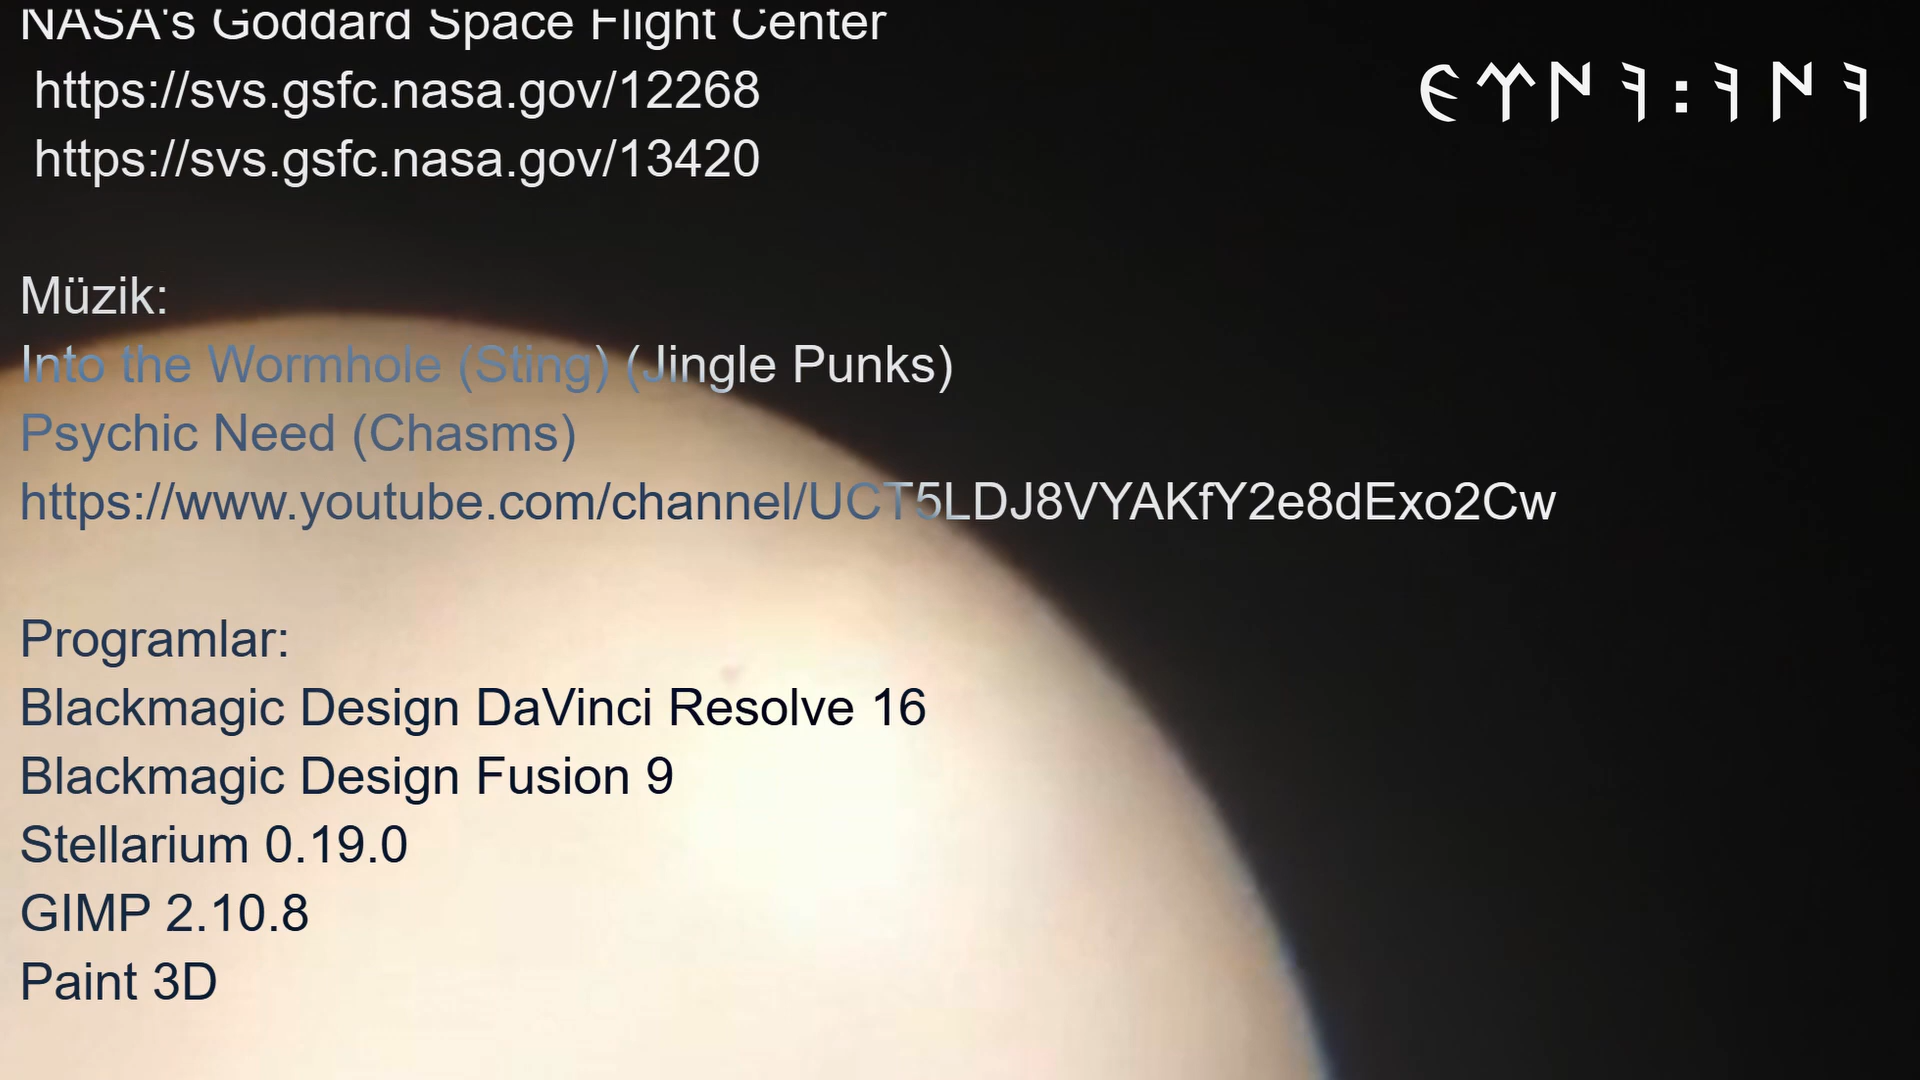 NASA's Goddard Space Flight Center
https://svs.gsfc.nasa.gov/12268
https://svs.gsfc.nasa.gov/13420
Müzik:
Into the Wormhole (Sting) (Jingle Punks)
Psychic Need (Chasms)
https://www.youtube.com/channel/UCT5LDJ8VYAKfY2e8dExo2Cw
Programlar:
Blackmagic Design DaVinci Resolve 16
Blackmagic Design Fusion 9
Stellarium 0.19.0
GIMP 2.10.8
Paint 3D